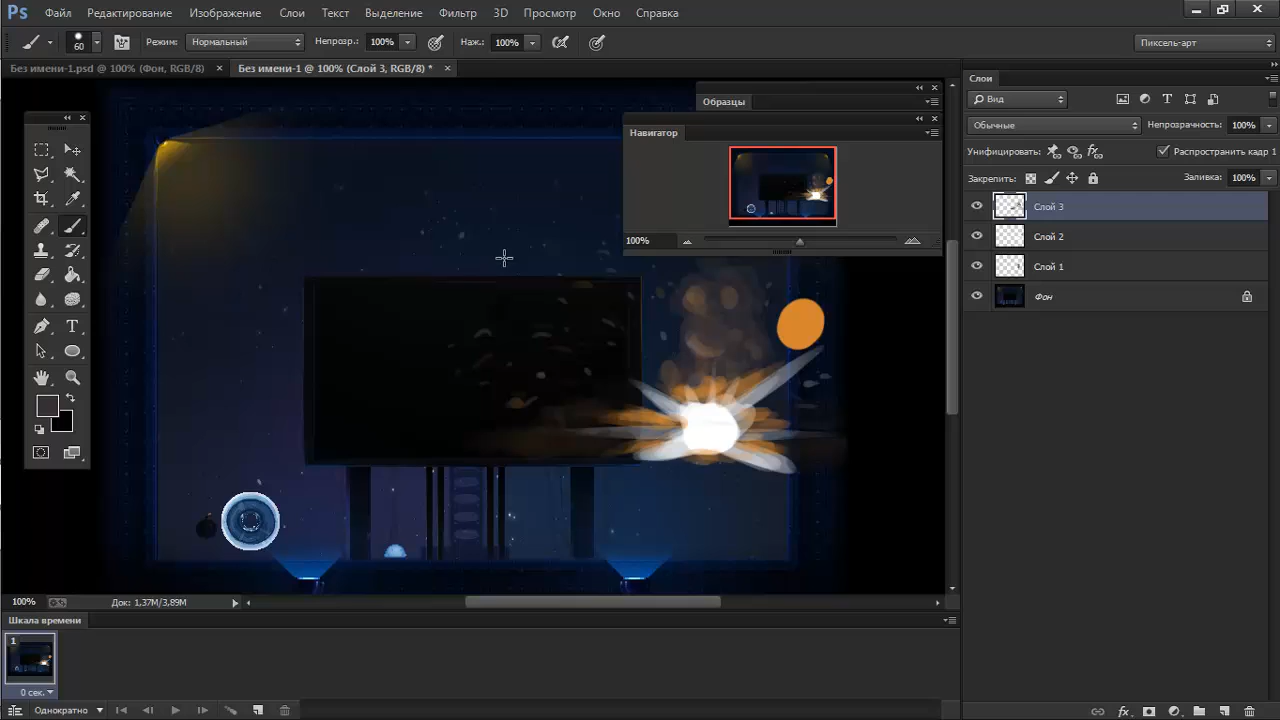 Ps Файл Редактирование Изображение Слои Текст Выделение Фильтр 3D Просмотр Окно Справка
60 Режим: Нормальный Непрозр.: 100% Наж.: 100% Пиксель-арт
Без имени-1.psd @ 100% (Фон, RGB/8) × Без имени-1 @ 100% (Слой 3, RGB/8) * ×
Образцы
Навигатор
100%
Слои
Вид
Обычные Непрозрачность: 100%
Унифицировать: Распространить кадр 1
Закрепить: Заливка: 100%
Слой 3
Слой 2
Слой 1
Фон
100% Док: 1,37M/3,89M
Шкала времени
1
0 сек.
Однократно